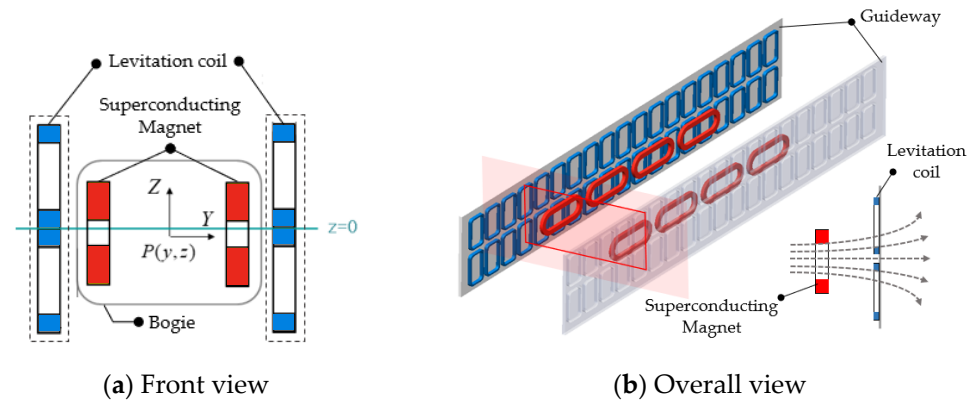 Levitation coil
Superconducting
Magnet
Z
Y
z=0
P(y,z)
Bogie
(a) Front view
Guideway
Levitation
coil
Superconducting
Magnet
(b) Overall view